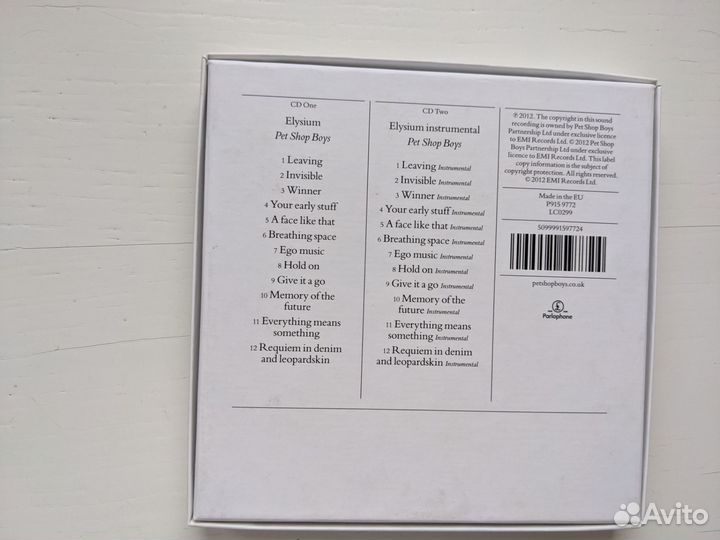 CD One
Elysium
Pet Shop Boys
1 Leaving
2 Invisible
3 Winner
4 Your early stuff
5 A face like that
6 Breathing space
7 Ego music
8 Hold on
9 Give it a go
10 Memory of the
future
11 Everything means
something
12 Requiem in denim
and leopardskin
CD Two
Elysium instrumental
Pet Shop Boys
1 Leaving Instrumental
2 Invisible Instrumental
3 Winner Instrumental
4 Your early stuff Instrumental
5 A face like that Instrumental
6 Breathing space Instrumental
7 Ego music Instrumental
8 Hold on Instrumental
9 Give it a go Instrumental
10 Memory of the
future Instrumental
11 Everything means
something Instrumental
12 Requiem in denim
and leopardskin Instrumental
℗ 2012. The copyright in this sound
recording is owned by Pet Shop Boys
Partnership Ltd under exclusive licence
to EMI Records Ltd. © 2012 Pet Shop
Boys Partnership Ltd under exclusive
licence to EMI Records Ltd. This label
copy information is the subject of
copyright protection. All rights reserved.
© 2012 EMI Records Ltd.
Made in the EU
P915 9772
LC0299
5099991597724
petshopboys.co.uk
Parlophone
Avito